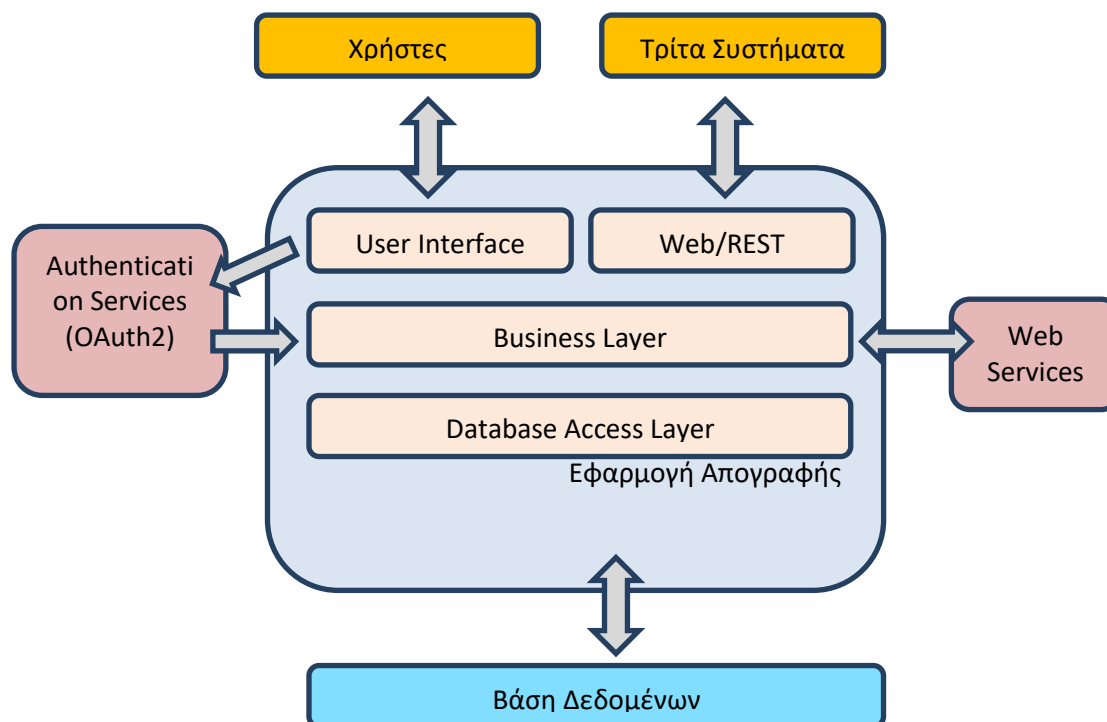 Χρήστες
Τρίτα Συστήματα
User Interface
Web/REST
Authenticati
on Services
(OAuth2)
Business Layer
Web
Services
Database Access Layer
Εφαρμογή Απογραφής
Βάση Δεδομένων